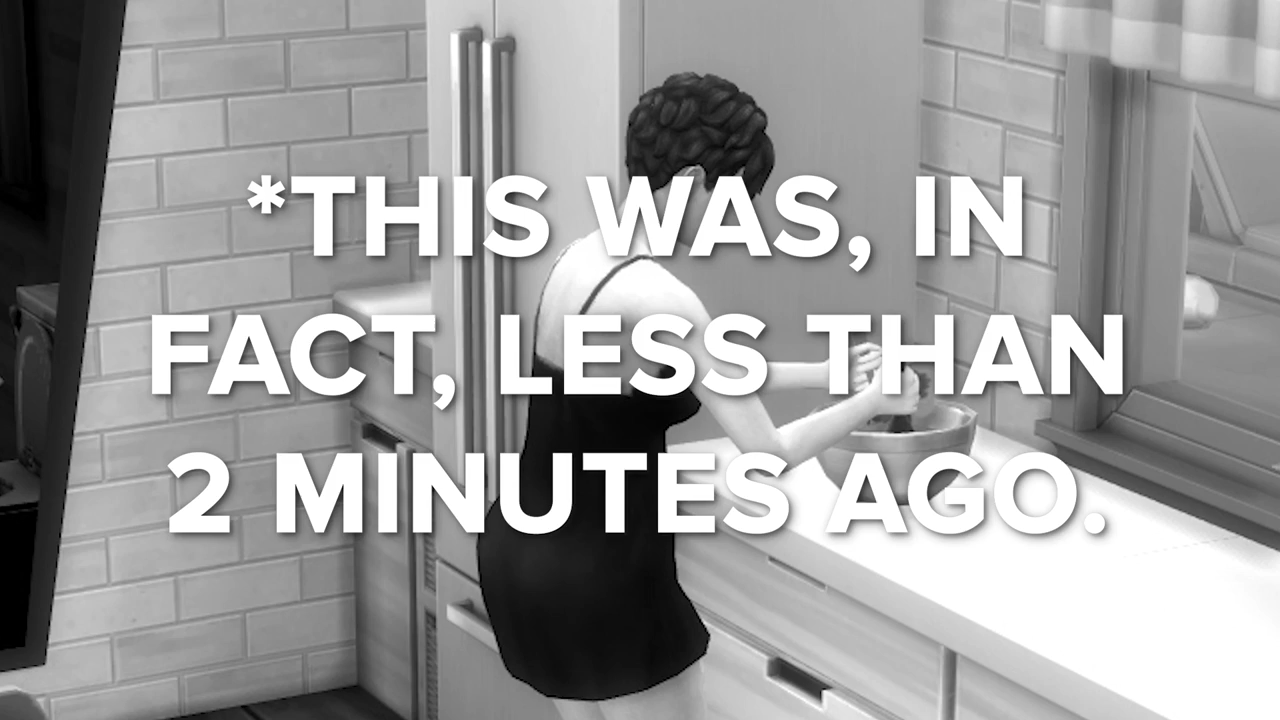 *THIS WAS, IN
FACT, LESS THAN
2 MINUTES AGO.